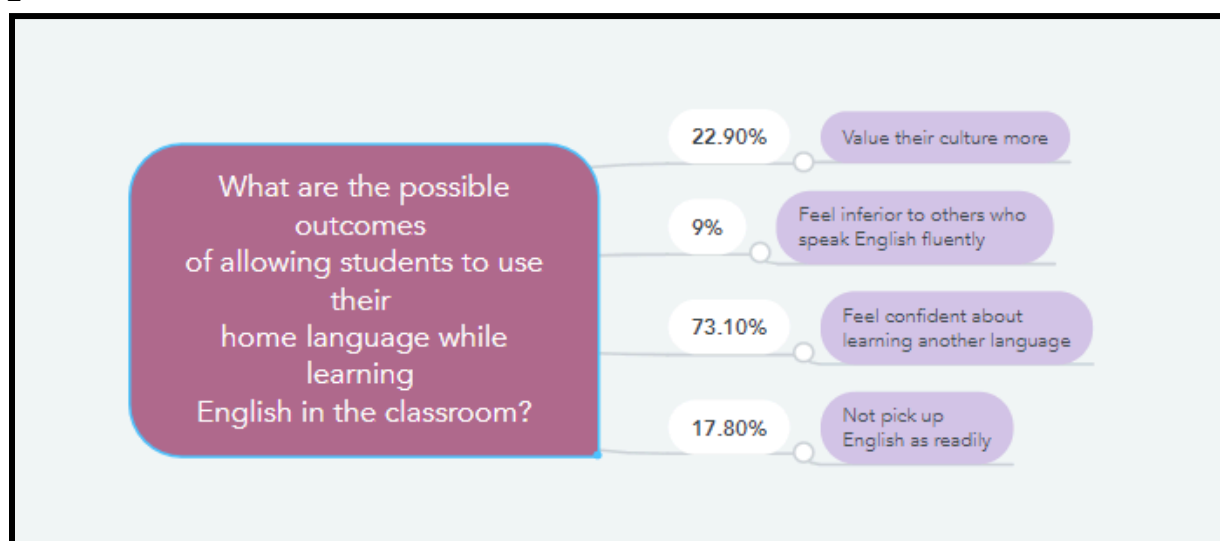 What are the possible
outcomes
of allowing students to use
their
home language while
learning
English in the classroom?
22.90%
Value their culture more
9%
Feel inferior to others who
speak English fluently
73.10%
Feel confident about
learning another language
17.80%
Not pick up
English as readily